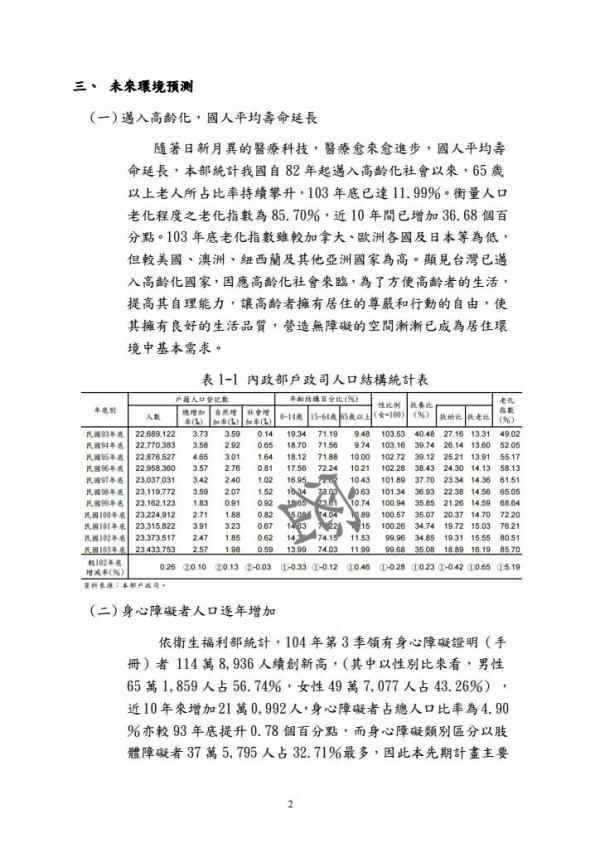 三、 未來環境預測
(一)邁入高齡化，國人平均壽命延長
隨著日新月異的醫療科技，醫療愈來愈進步，國人平均壽
命延長，本部統計我國自 82 年起邁入高齡化社會以來，65 歲
以上老人所占比率持續攀升，103 年底已達 11.99%。衡量人口
老化程度之老化指數為 85.70%，近 10 年間已增加 36.68 個百
分點。103 年底老化指數雖較加拿大、歐洲各國及日本等為低，
但較美國、澳洲、紐西蘭及其他亞洲國家為高。顯見台灣已邁
入高齡化國家，因應高齡化社會來臨，為了方便高齡者的生活，
提高其自理能力，讓高齡者擁有居住的尊嚴和行動的自由，使
其擁有良好的生活品質，營造無障礙的空間漸漸已成為居住環
境中基本需求。
表 1-1 內政部戶政司人口結構統計表
年底別 戶籍人口登記數 年齡結構百分比(%) 性比例(女=100) 扶養比(%) 扶幼比 扶老比 老化指數(%)
人數 總增加率(‰) 自然增加率(‰) 社會增加率(‰) 0-14歲 15-64歲 65歲以上
民國93年底 22,689,122 3.73 3.59 0.14 19.34 71.19 9.48 103.53 40.48 27.16 13.31 49.02
民國94年底 22,770,383 3.58 2.92 0.65 18.70 71.56 9.74 103.16 39.74 26.14 13.60 52.05
民國95年底 22,876,527 4.65 3.01 1.64 18.12 71.88 10.00 102.72 39.12 25.21 13.91 55.17
民國96年底 22,958,360 3.57 2.76 0.81 17.56 72.24 10.21 102.28 38.43 24.30 14.13 58.13
民國97年底 23,037,031 3.42 2.40 1.02 16.95 72.62 10.43 101.89 37.70 23.34 14.36 61.51
民國98年底 23,119,772 3.59 2.07 1.52 16.34 73.03 10.63 101.34 36.93 22.38 14.56 65.05
民國99年底 23,162,123 1.83 0.91 0.92 15.65 73.61 10.74 100.94 35.85 21.26 14.59 68.64
民國100年底 23,224,912 2.71 1.88 0.82 15.08 74.04 10.89 100.57 35.07 20.37 14.70 72.20
民國101年底 23,315,822 3.91 3.23 0.67 14.63 74.22 11.15 100.26 34.74 19.72 15.03 76.21
民國102年底 23,373,517 2.47 1.85 0.62 74.15 11.53 99.96 34.85 19.31 15.55 80.51
民國103年底 23,433,753 2.57 1.98 0.59 13.99 74.03 11.99 99.68 35.08 18.89 16.19 85.70
較102年底增減率(%) 0.26 ②0.10 ②0.13 ②-0.03 ①-0.33 ①-0.12 ①0.46 ①-0.28 ①0.23 ①-0.42 ①0.65 ①5.19
資料來源：本部戶政司。
(二)身心障礙者人口逐年增加
依衛生福利部統計，104 年第 3 季領有身心障礙證明（手
冊）者 114 萬 8,936 人續創新高，(其中以性別比來看，男性
65 萬 1,859 人占 56.74%，女性 49 萬 7,077 人占 43.26%)，
近 10 年來增加 21 萬 0,992 人，身心障礙者占總人口比率為 4.90
%亦較 93 年底提升 0.78 個百分點，而身心障礙類別區分以肢
體障礙者 37 萬 5,795 人占 32.71%最多，因此本先期計畫主要
2